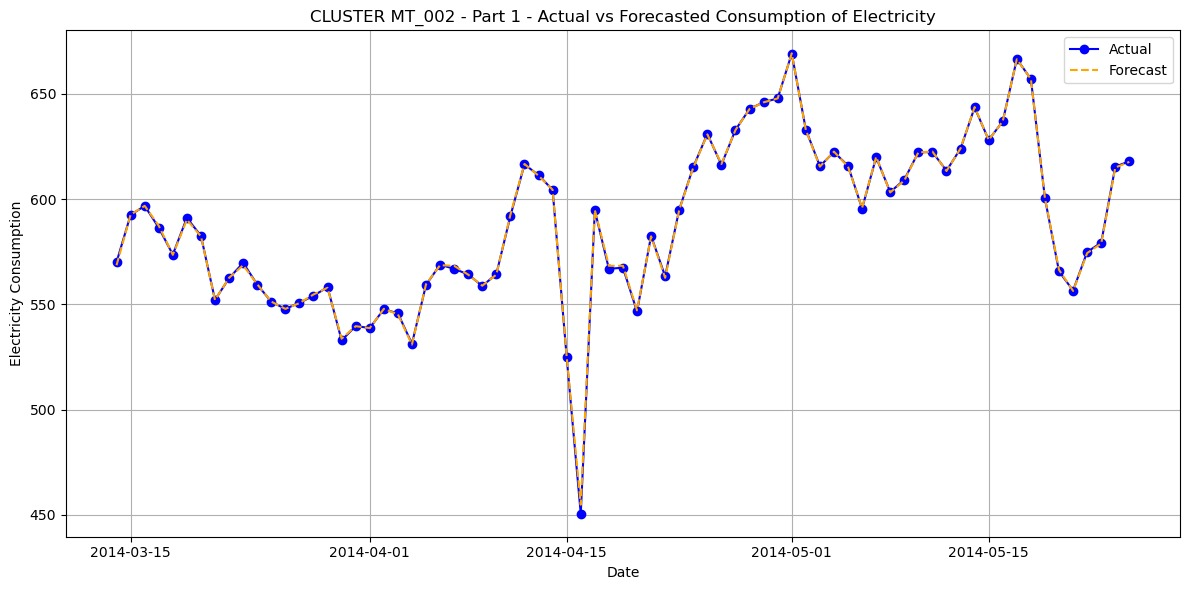 CLUSTER MT_002 - Part 1 - Actual vs Forecasted Consumption of Electricity
Actual
Forecast
650
600
550
500
450
Electricity Consumption
2014-03-15
2014-04-01
2014-04-15
2014-05-01
2014-05-15
Date